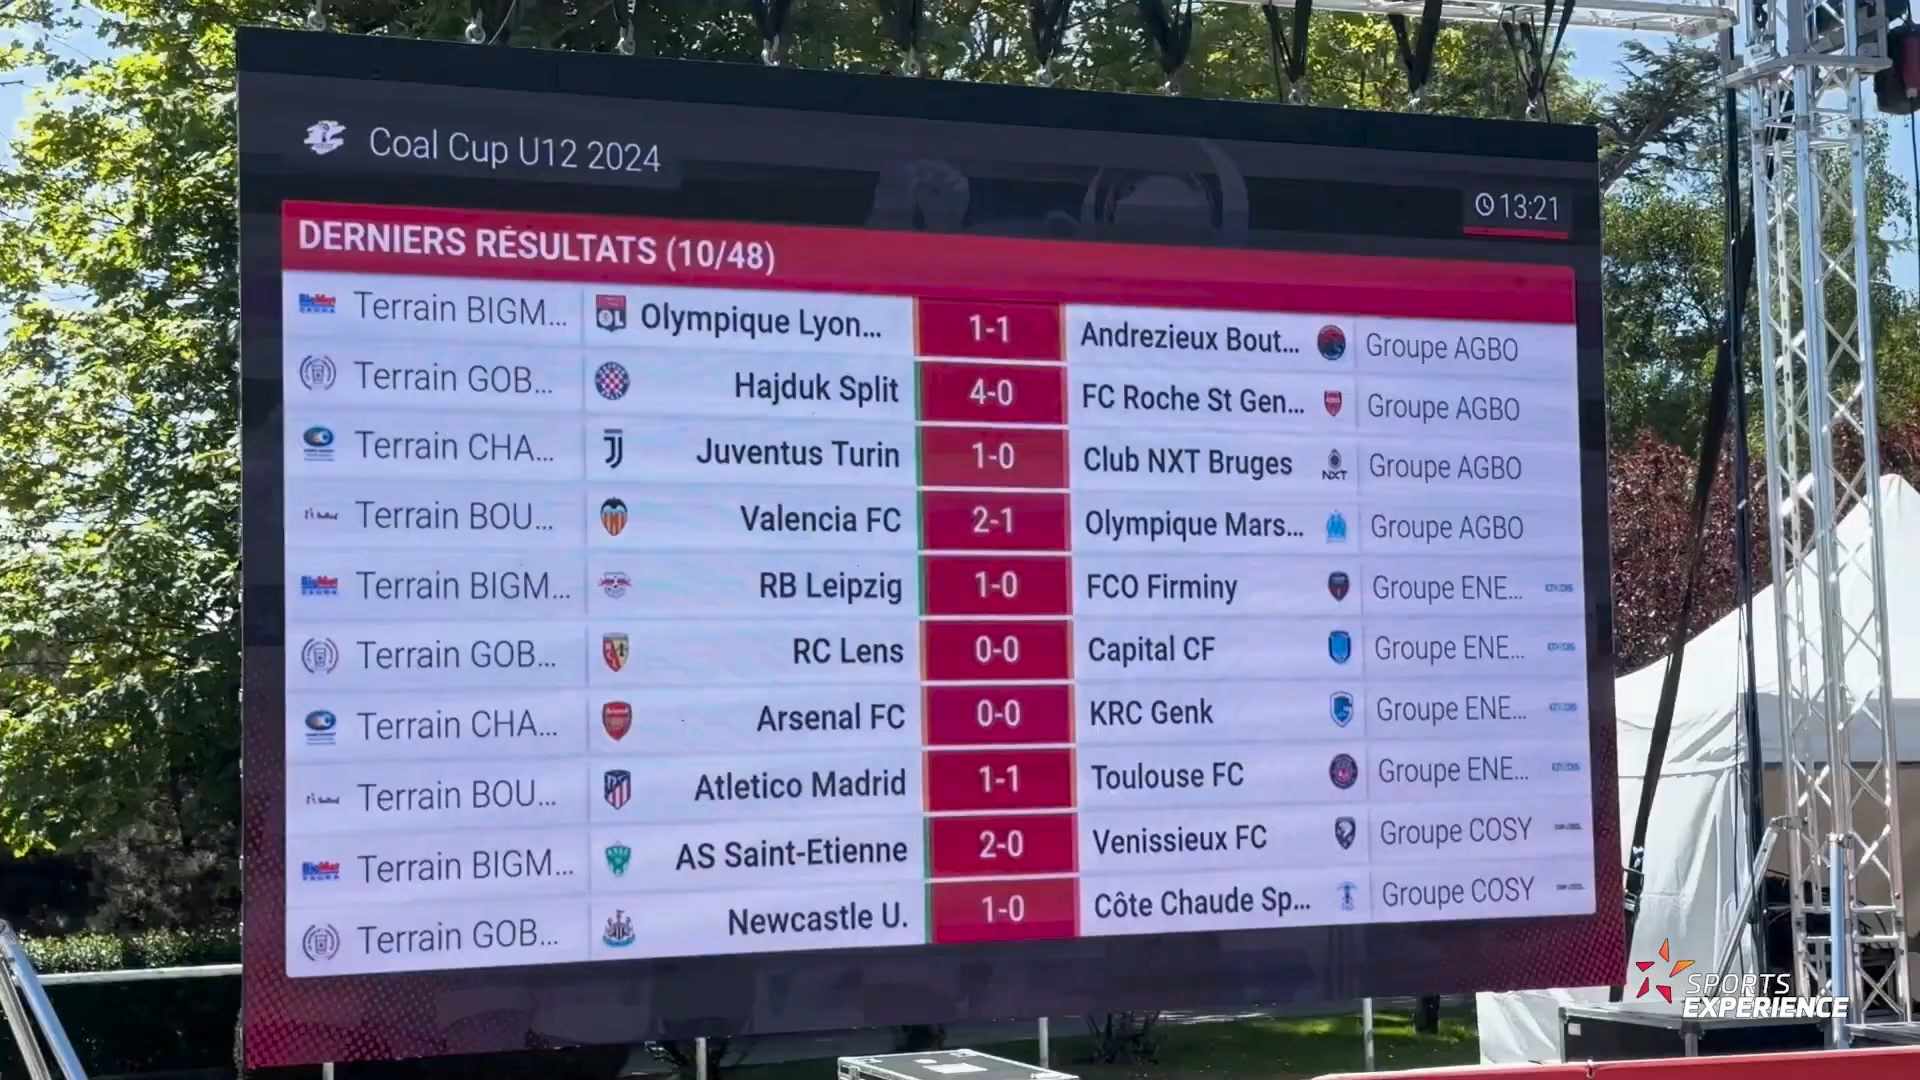 Coal Cup U12 2024
13:21
DERNIERS RÉSULTATS (10/48)
Terrain BIGM... Olympique Lyon... 1-1 Andrezieux Bout... Groupe AGBO
Terrain GOB... Hajduk Split 4-0 FC Roche St Gen... Groupe AGBO
Terrain CHA... Juventus Turin 1-0 Club NXT Bruges NXT Groupe AGBO
Terrain BOU... Valencia FC 2-1 Olympique Mars... Groupe AGBO
Terrain BIGM... RB Leipzig 1-0 FCO Firminy Groupe ENE...
Terrain GOB... RC Lens 0-0 Capital CF Groupe ENE...
Terrain CHA... Arsenal FC 0-0 KRC Genk Groupe ENE...
Terrain BOU... Atletico Madrid 1-1 Toulouse FC Groupe ENE...
Terrain BIGM... AS Saint-Etienne 2-0 Venissieux FC Groupe COSY
Terrain GOB... Newcastle U. 1-0 Côte Chaude Sp... Groupe COSY
SPORTS
EXPERIENCE